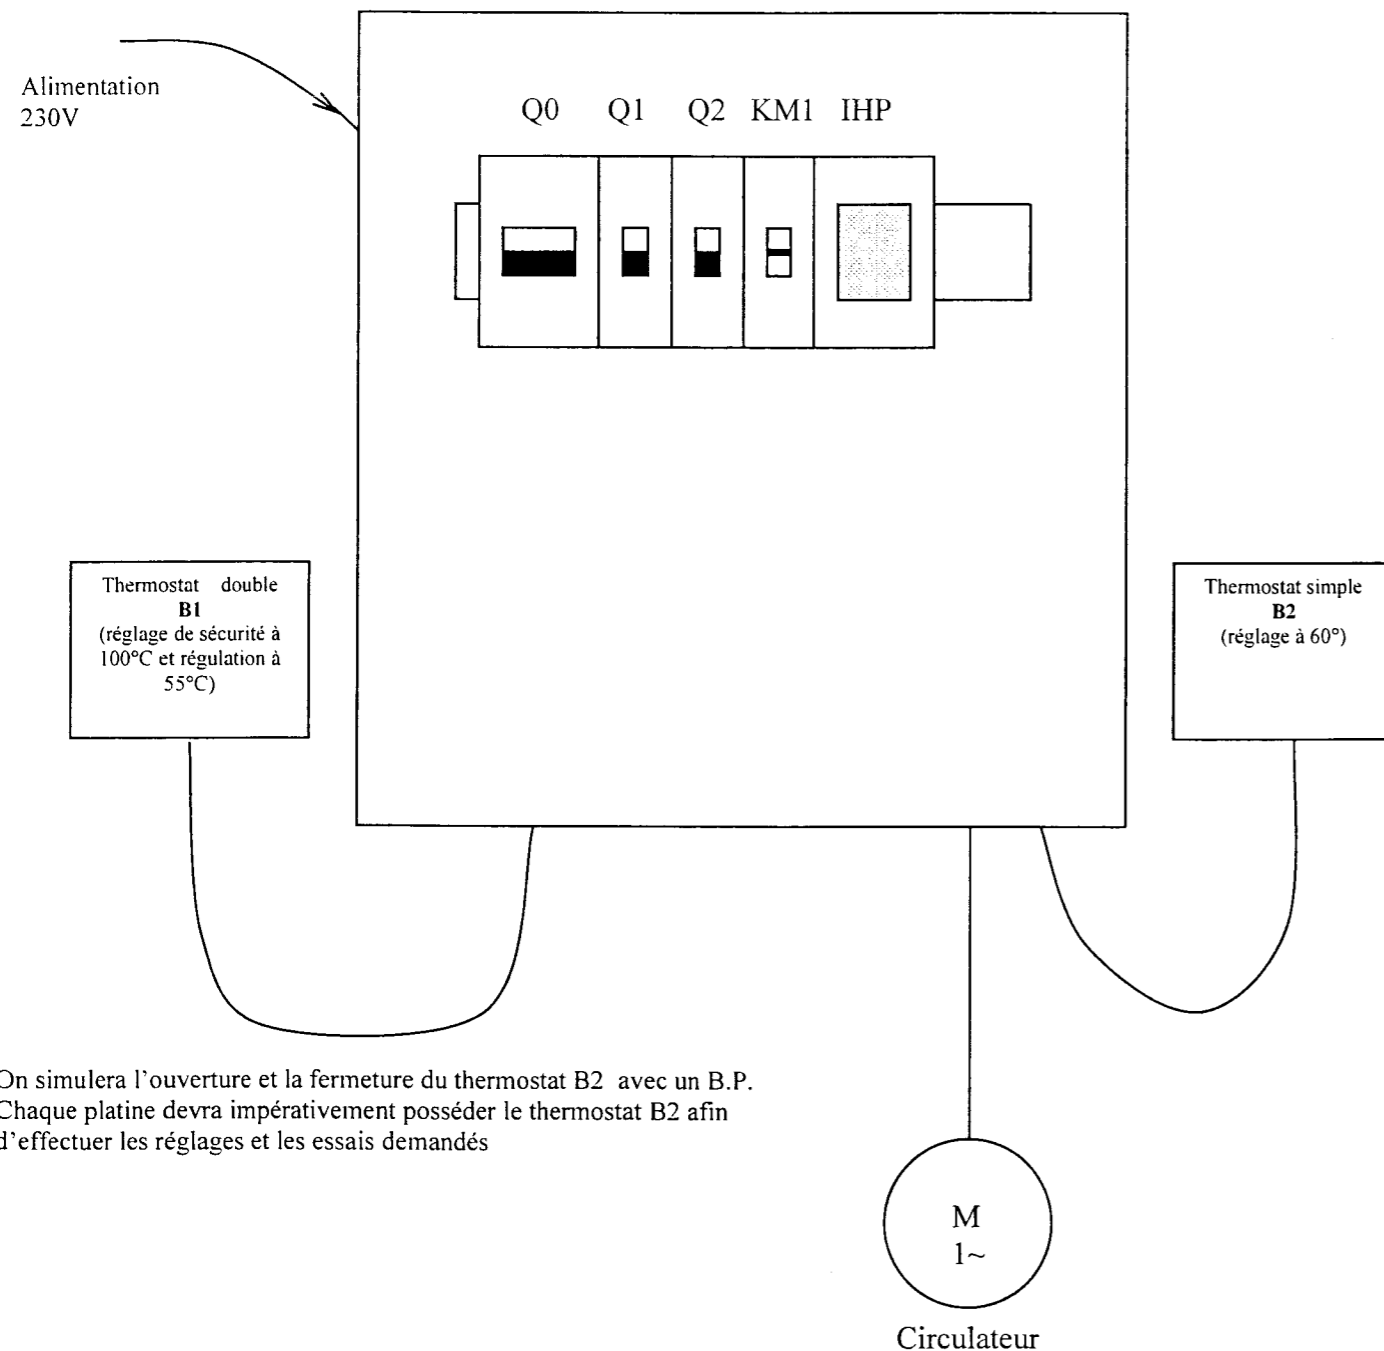 Alimentation
230V
Q0 Q1 Q2 KM1 IHP
Thermostat double
B1
(réglage de sécurité à
100°C et régulation à
55°C)
Thermostat simple
B2
(réglage à 60°)
On simulera l'ouverture et la fermeture du thermostat B2 avec un B.P.
Chaque platine devra impérativement posséder le thermostat B2 afin
d'effectuer les réglages et les essais demandés
M
1~
Circulateur